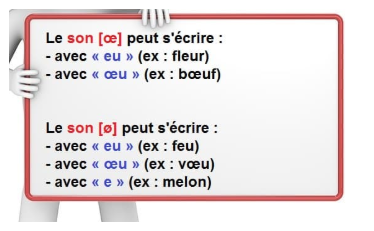 Le son [œ] peut s'écrire :
- avec « eu » (ex : fleur)
- avec « œu » (ex : bœuf)
Le son [ø] peut s'écrire :
- avec « eu » (ex : feu)
- avec « œu » (ex : vœu)
- avec « e » (ex : melon)